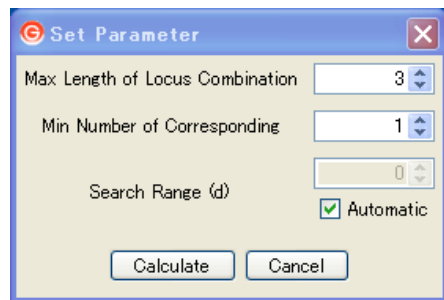 G Set Parameter
Max Length of Locus Combination 3
Min Number of Corresponding 1
0
Search Range (d)
Automatic
Calculate Cancel